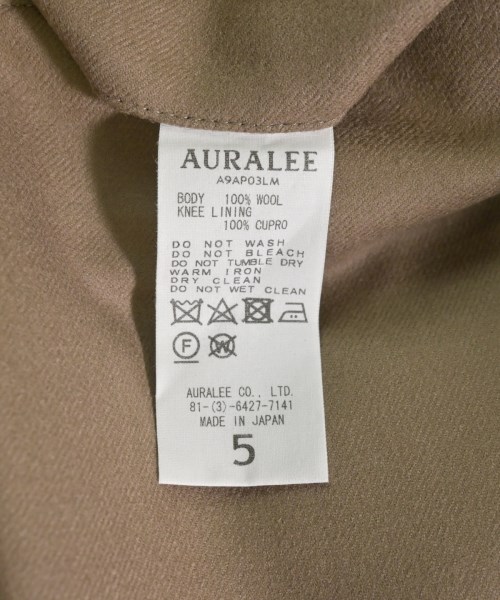 AURALEE
A9AP03LM
BODY 100% WOOL
KNEE LINING
100% CUPRO
DO NOT WASH
DO NOT BLEACH
DO NOT TUMBLE DRY
WARM IRON
DRY CLEAN
DO NOT WET CLEAN
F W
AURALEE CO., LTD.
81-(3)-6427-7141
MADE IN JAPAN
5